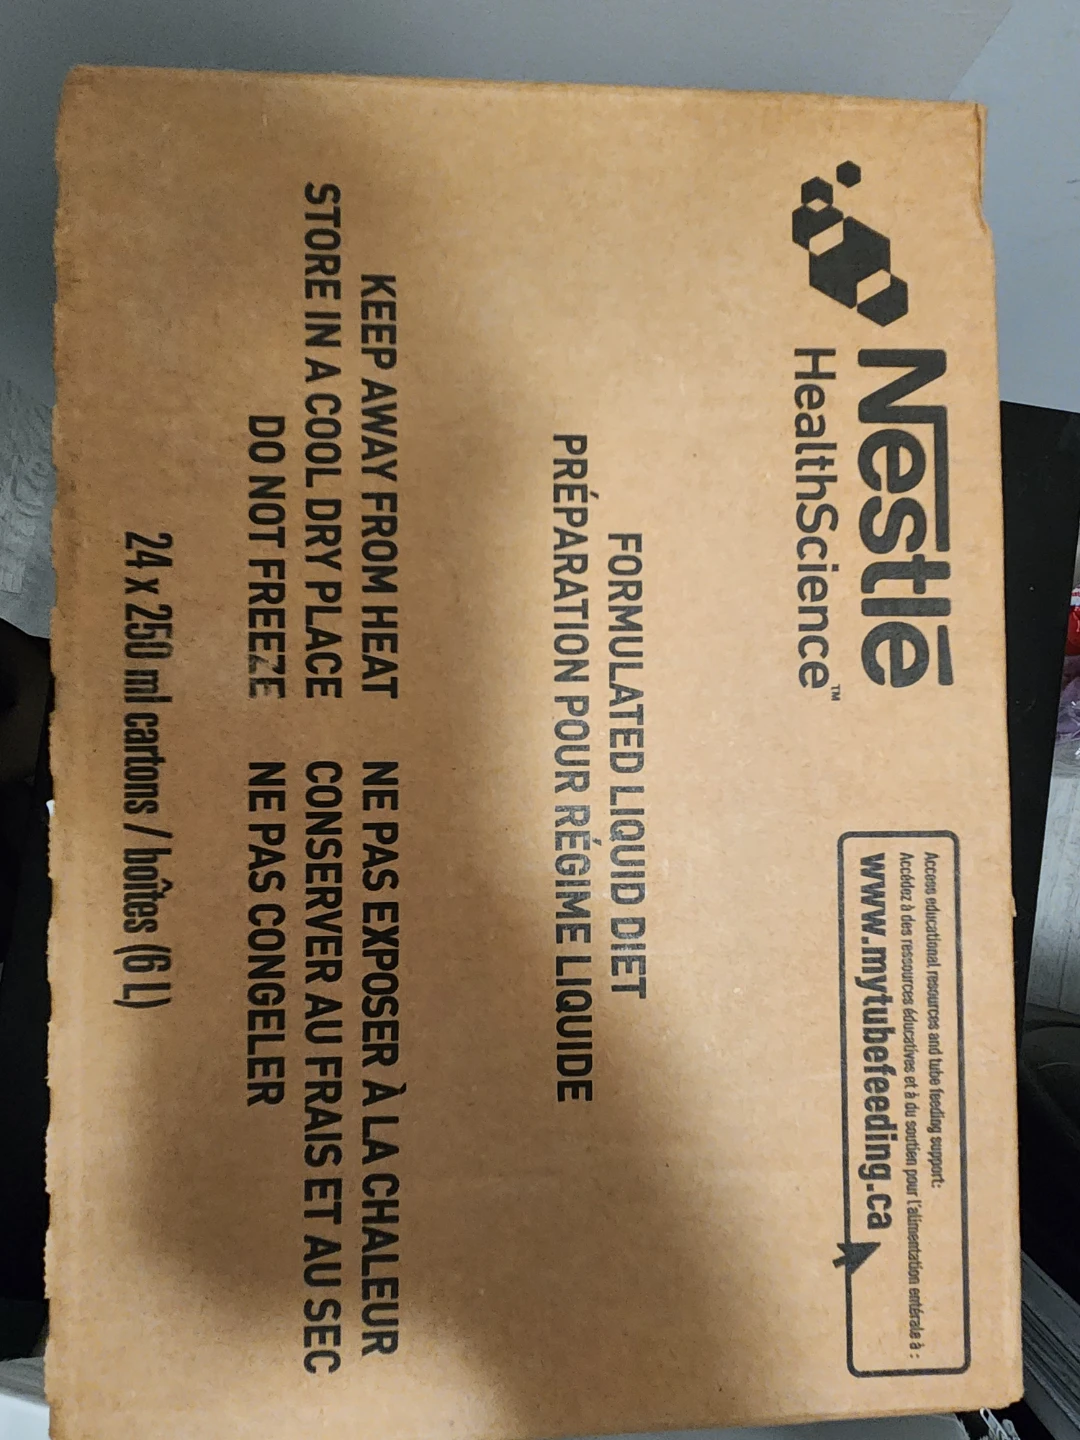 Nestlē
HealthScience™
Access educational resources and tube feeding support:
Accédez à des ressources éducatives et à du soutien pour l'alimentation entérale à :
www.mytubefeeding.ca
FORMULATED LIQUID DIET
PRÉPARATION POUR RÉGIME LIQUIDE
KEEP AWAY FROM HEAT
STORE IN A COOL DRY PLACE
DO NOT FREEZE
NE PAS EXPOSER À LA CHALEUR
CONSERVER AU FRAIS ET AU SEC
NE PAS CONGELER
24 x 250 ml cartons / boîtes (6 L)